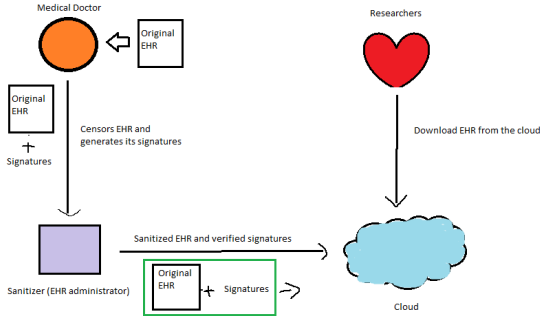 Medical Doctor
Original
EHR
Researchers
Original
EHR
+
Signatures
Censors EHR and
generates its signatures
Download EHR from the cloud
Sanitized EHR and verified signatures
Original
EHR
+
Signatures
Sanitizer (EHR administrator)
Cloud